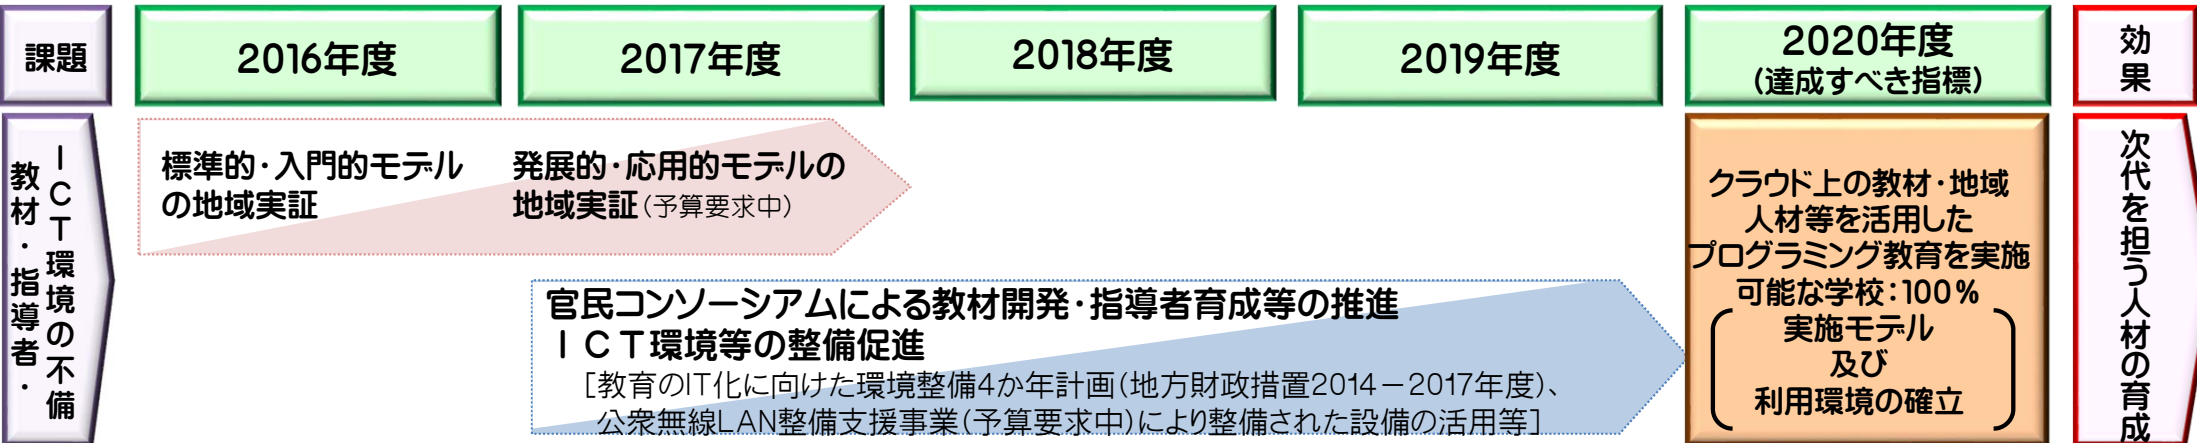 課題
2016年度
2017年度
2018年度
2019年度
2020年度
(達成すべき指標)
効
果
教材・指導者・
ＩＣＴ環境の不備
標準的・入門的モデル
の地域実証
発展的・応用的モデルの
地域実証(予算要求中)
官民コンソーシアムによる教材開発・指導者育成等の推進
ＩＣＴ環境等の整備促進
[教育のIT化に向けた環境整備4か年計画(地方財政措置2014－2017年度)、
公衆無線LAN整備支援事業(予算要求中)により整備された設備の活用等]
クラウド上の教材・地域
人材等を活用した
プログラミング教育を実施
可能な学校：100％
実施モデル
及び
利用環境の確立
次代を担う人材の育成